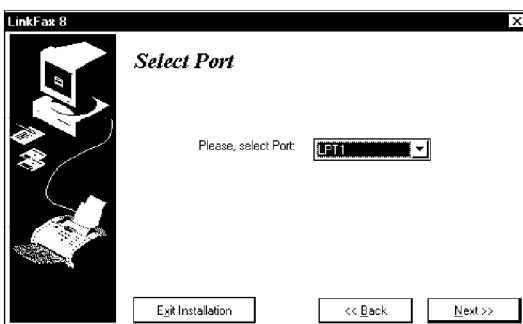 LinkFax 8
Select Port
Please, select Port:
LPT1
Exit Installation
<< Back
Next >>